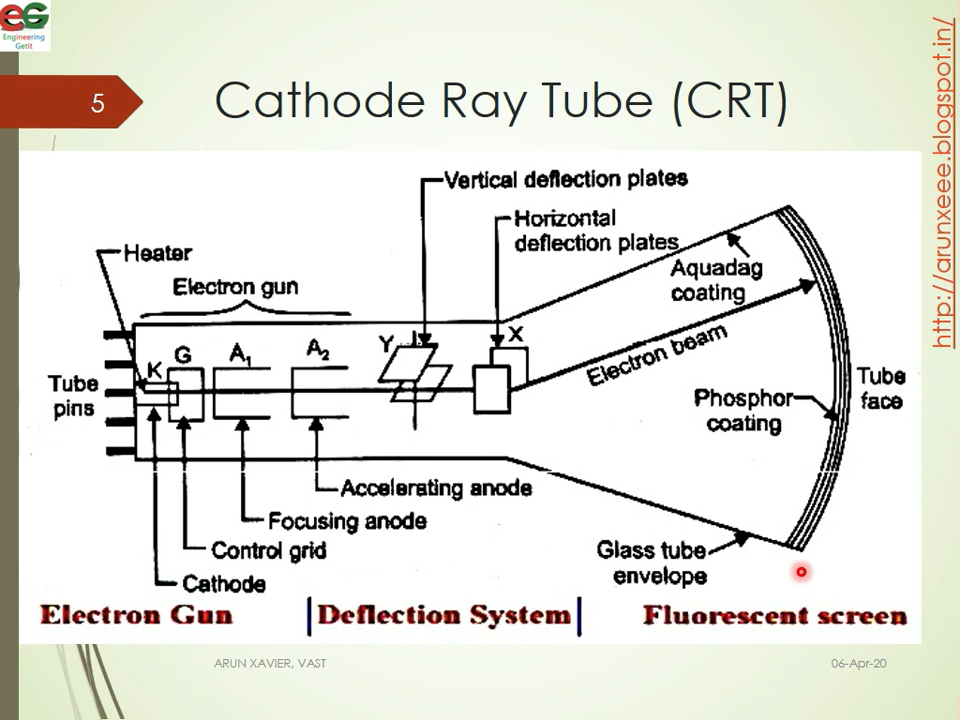 EG
Engineering
Getit
5
Cathode Ray Tube (CRT)
http://arunxeee.blogspot.in/
Vertical deflection plates
Horizontal
deflection plates
Heater
Electron gun
Aquadag
coating
K
G
A1
A2
Y
X
Electron beam
Tube
pins
Phosphor
coating
Tube
face
Accelerating anode
Focusing anode
Control grid
Cathode
Glass tube
envelope
Electron Gun | Deflection System | Fluorescent screen
ARUN XAVIER, VAST
06-Apr-20